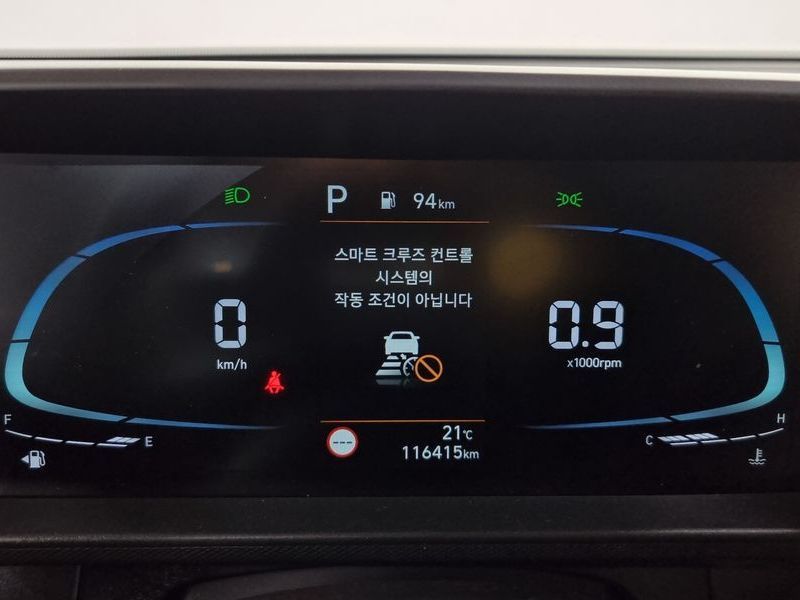 P 94km
스마트 크루즈 컨트롤
시스템의
작동 조건이 아닙니다
0
km/h
0.9
x1000rpm
F E
C H
--- 21℃
116415km